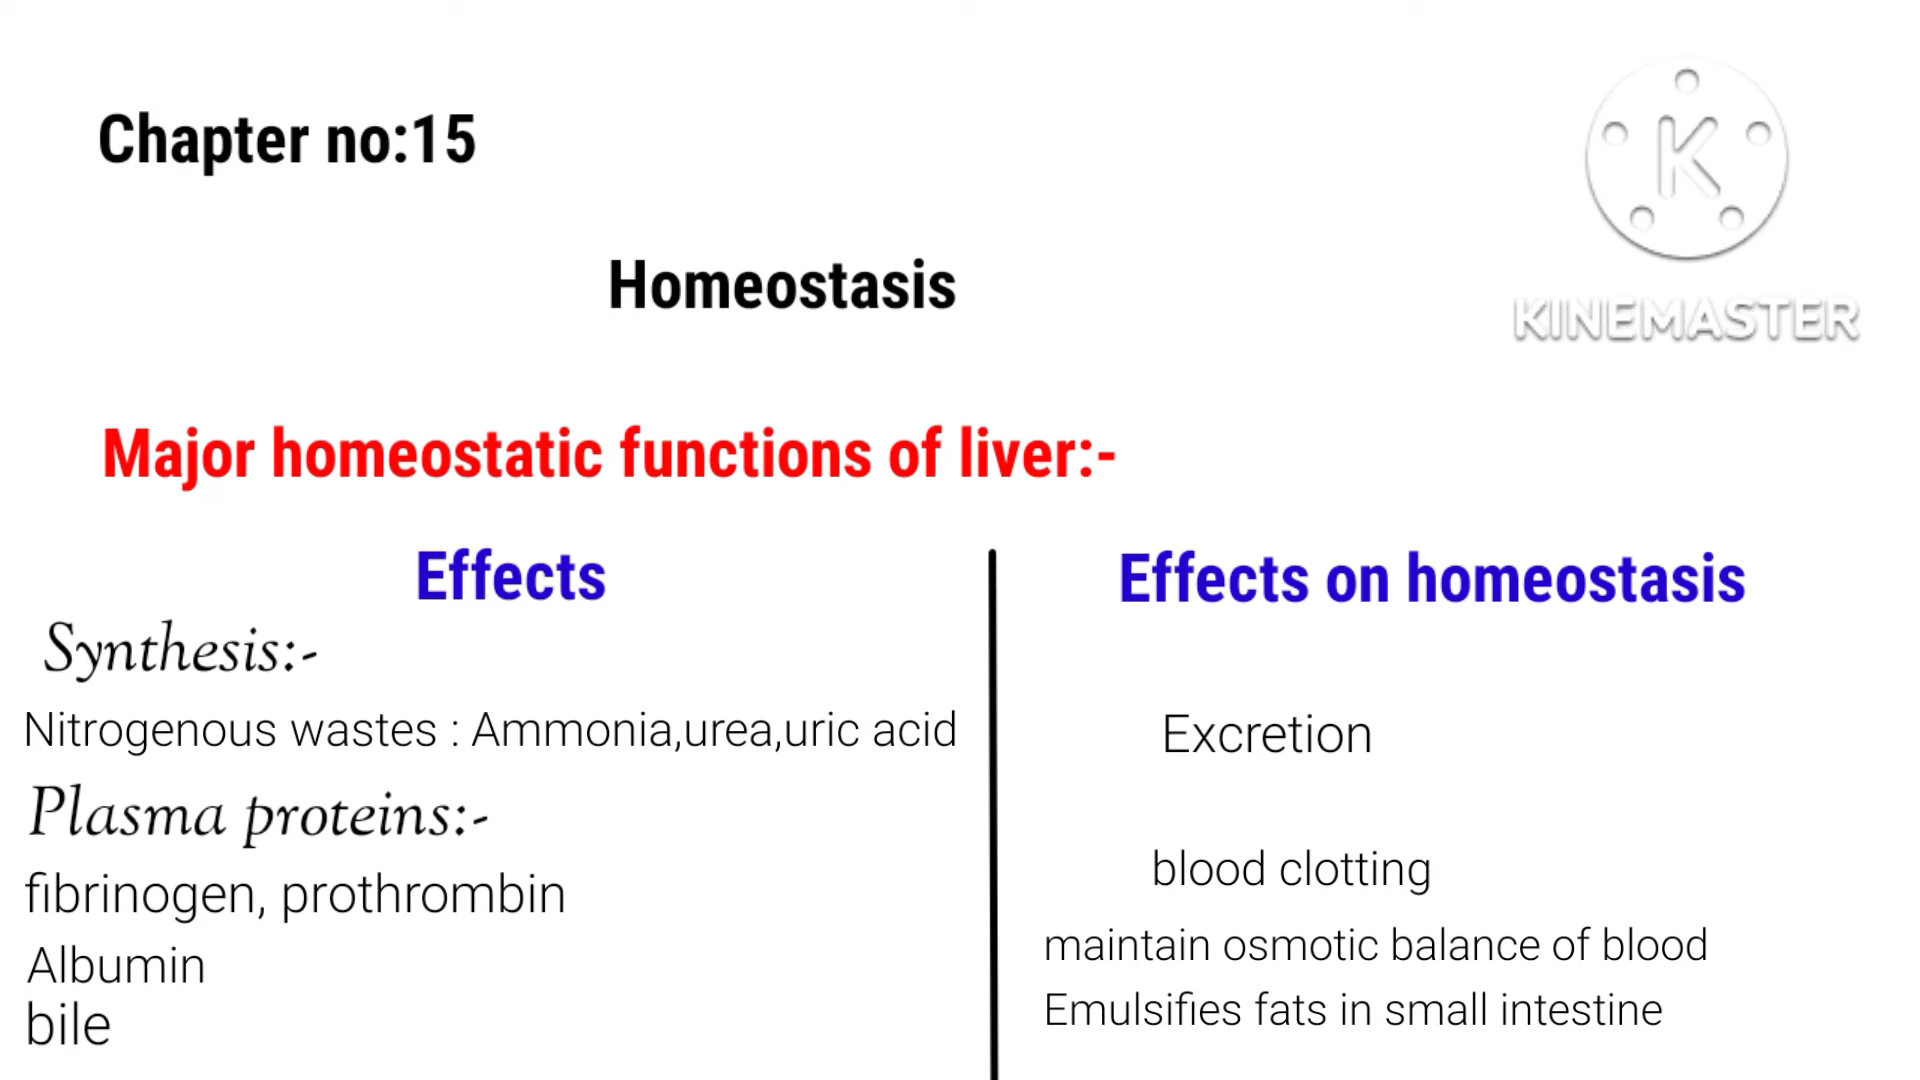 Chapter no:15
K
KINEMASTER
Homeostasis
Major homeostatic functions of liver:-
Effects
Effects on homeostasis
Synthesis:-
Nitrogenous wastes : Ammonia,urea,uric acid
Excretion
Plasma proteins:-
fibrinogen, prothrombin
blood clotting
Albumin
maintain osmotic balance of blood
bile
Emulsifies fats in small intestine